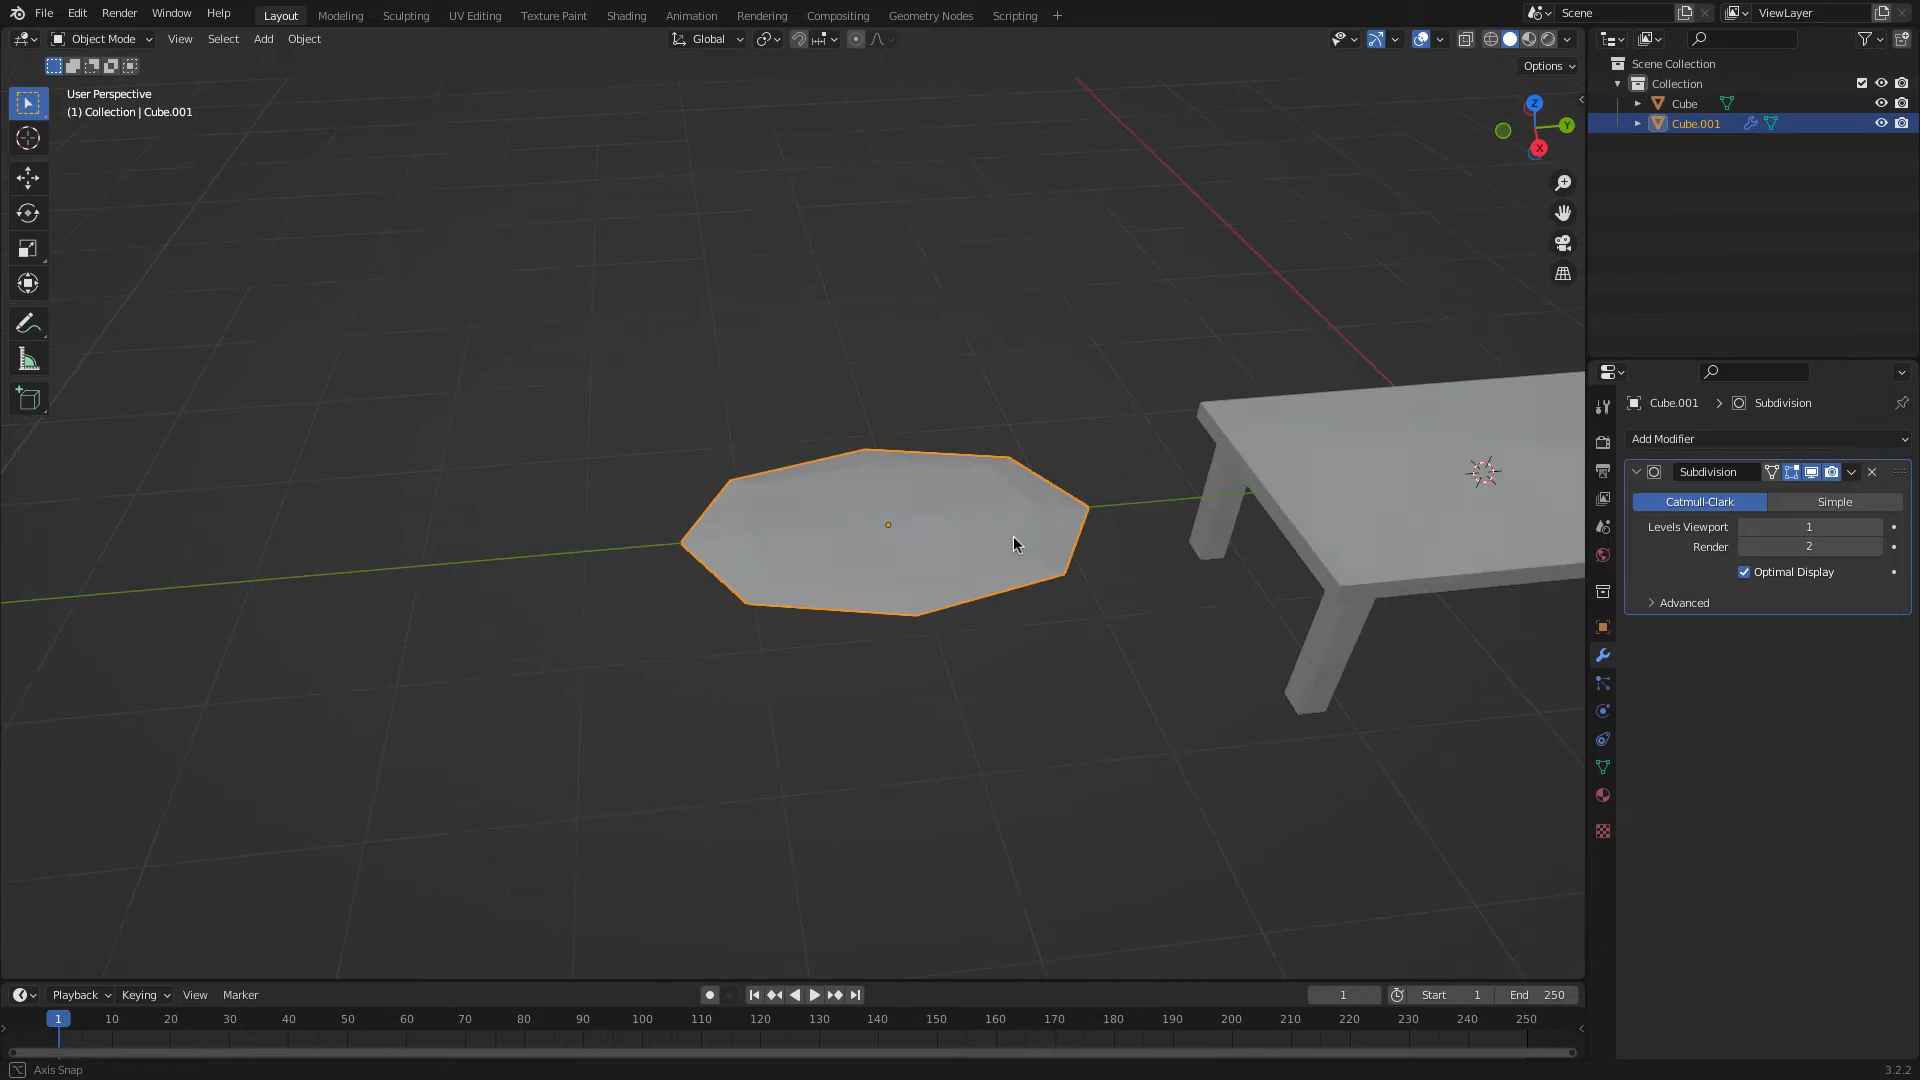 File Edit Render Window Help Layout Modeling Sculpting UV Editing Texture Paint Shading Animation Rendering Compositing Geometry Nodes Scripting + Scene ViewLayer
Object Mode View Select Add Object Global
Options
User Perspective
(1) Collection | Cube.001
Z
Y
X
Scene Collection
Collection
Cube
Cube.001
Cube.001 > Subdivision
Add Modifier
Subdivision
Catmull-Clark Simple
Levels Viewport 1
Render 2
Optimal Display
Advanced
Playback Keying View Marker 1 Start 1 End 250
1 10 20 30 40 50 60 70 80 90 100 110 120 130 140 150 160 170 180 190 200 210 220 230 240 250
Axis Snap 3.2.2